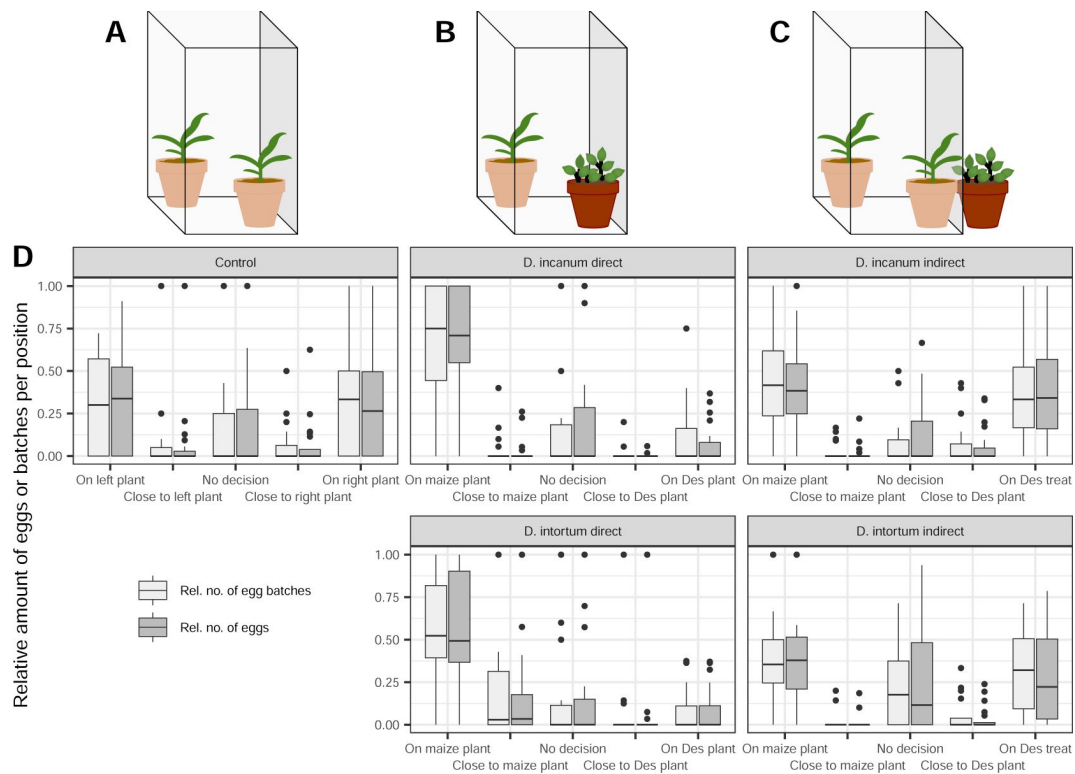 A
B
C
D
Control
D. incanum direct
D. incanum indirect
Relative amount of eggs or batches per position
1.00
0.75
0.50
0.25
0.00
On left plant
No decision
On right plant
Close to left plant
Close to right plant
On maize plant
No decision
On Des plant
Close to maize plant
Close to Des plant
On maize plant
No decision
On Des treat
Close to maize plant
Close to Des plant
D. intortum direct
D. intortum indirect
Rel. no. of egg batches
Rel. no. of eggs
1.00
0.75
0.50
0.25
0.00
On maize plant
No decision
On Des plant
Close to maize plant
Close to Des plant
On maize plant
No decision
On Des treat
Close to maize plant
Close to Des plant